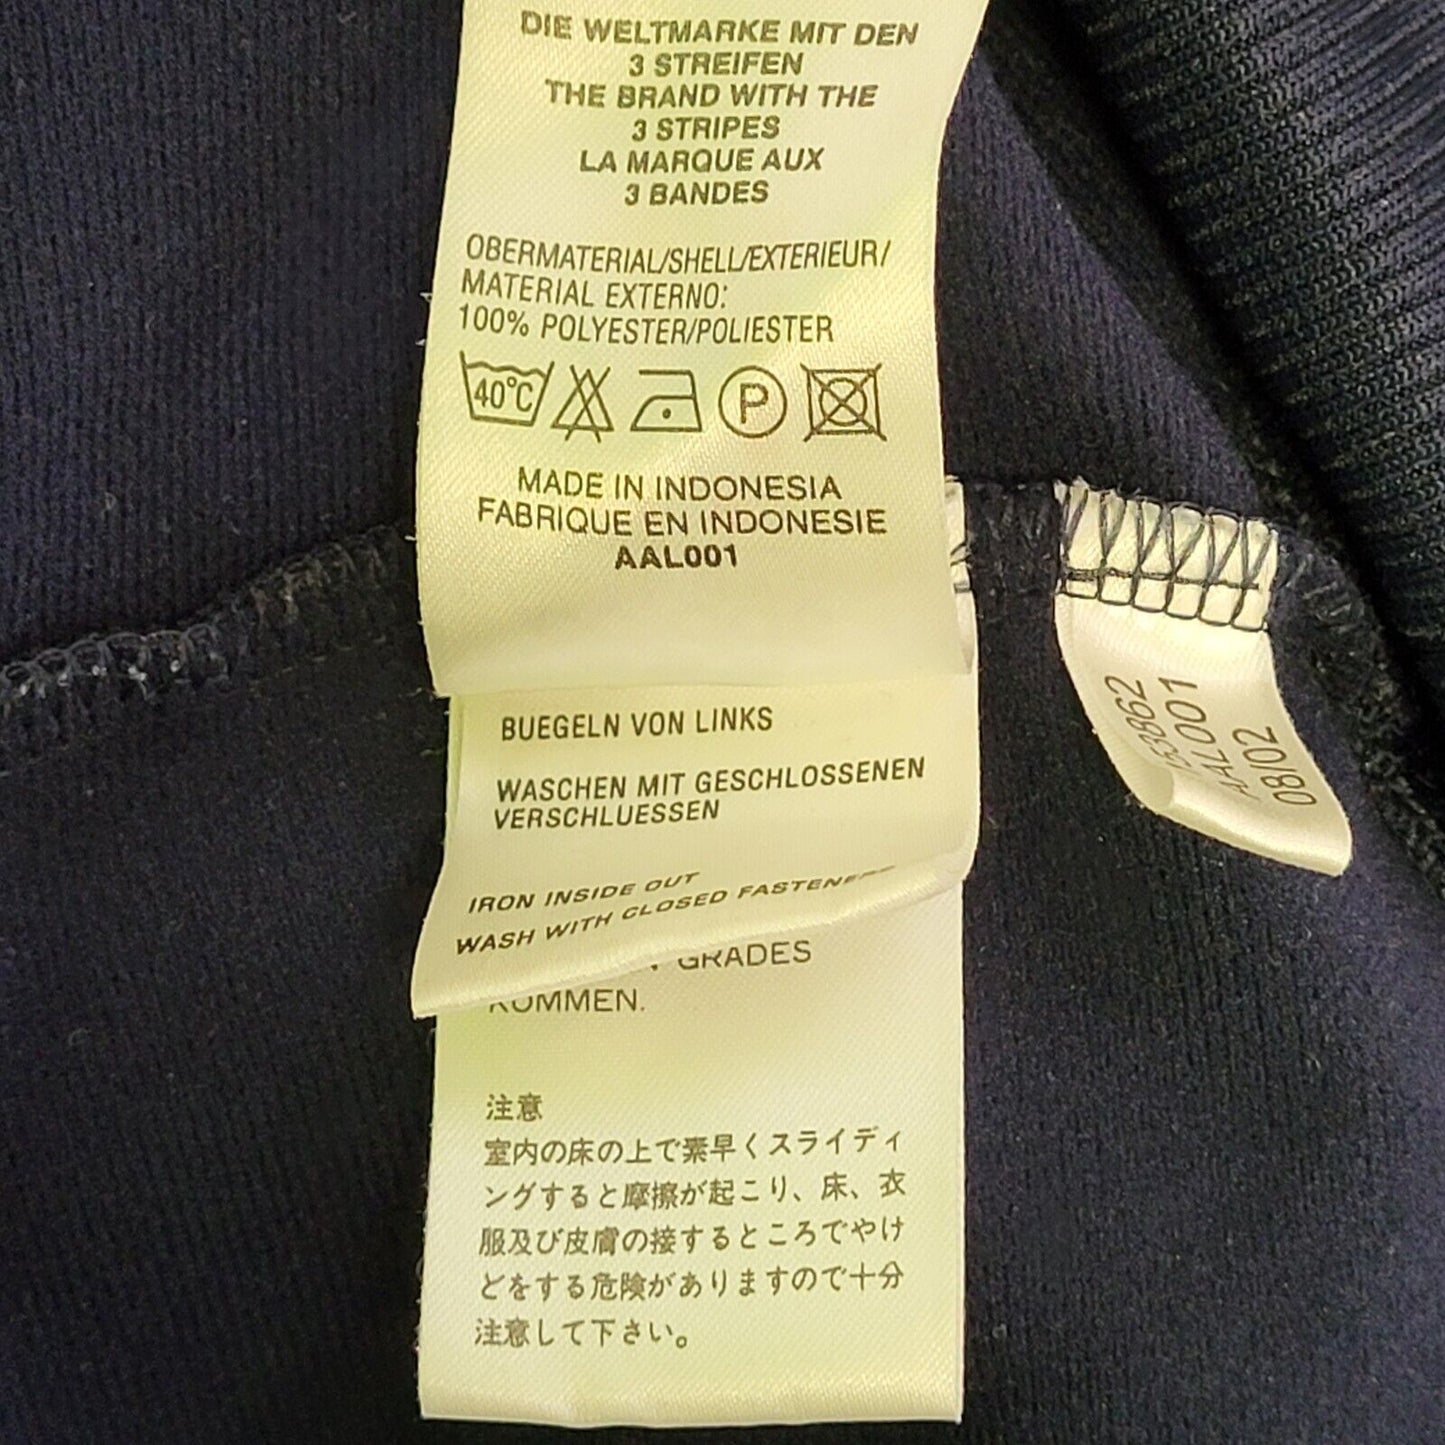 DIE WELTMARKE MIT DEN
3 STREIFEN
THE BRAND WITH THE
3 STRIPES
LA MARQUE AUX
3 BANDES
OBERMATERIAL/SHELL/EXTERIEUR/
MATERIAL EXTERNO:
100% POLYESTER/POLIESTER
40°C P
MADE IN INDONESIA
FABRIQUE EN INDONESIE
AAL001
BUEGELN VON LINKS
WASCHEN MIT GESCHLOSSENEN
VERSCHLUESSEN
IRON INSIDE OUT
WASH WITH CLOSED FASTENERS
GRADES
KOMMEN.
注意
室内の床の上で素早くスライディ
ングすると摩擦が起こり、床、衣
服及び皮膚の接するところでやけ
どをする危険がありますので十分
注意して下さい。
AAL001
08/02